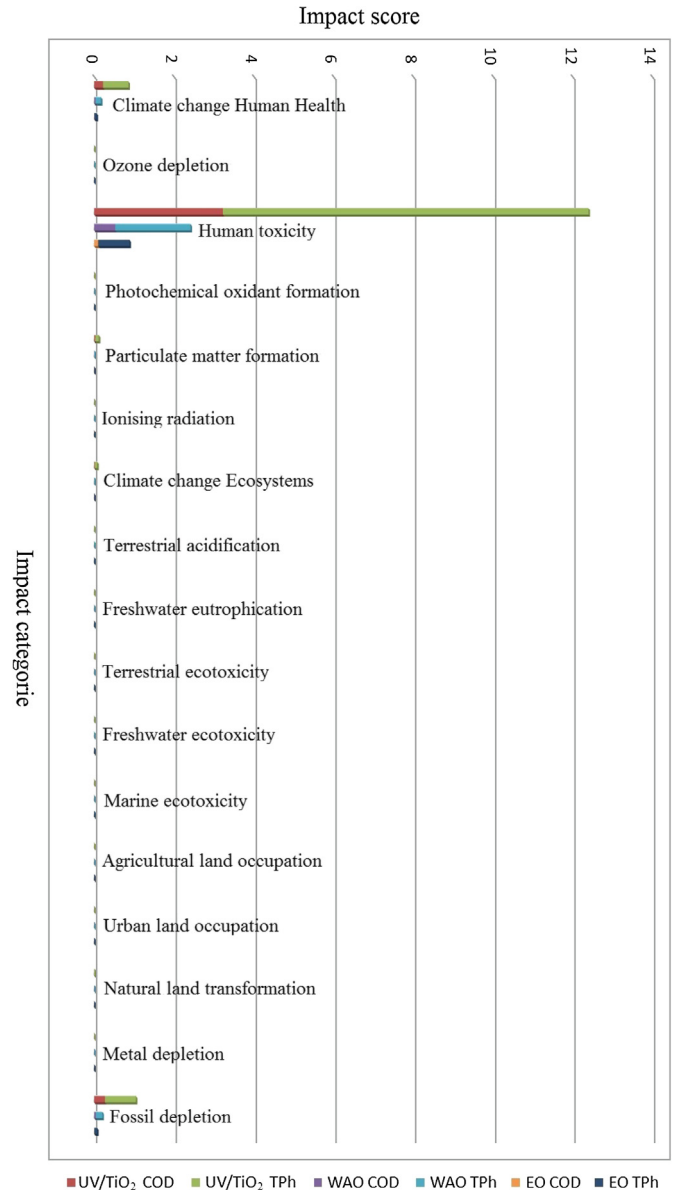 Impact score
0 2 4 6 8 10 12 14
Climate change Human Health
Ozone depletion
Human toxicity
Photochemical oxidant formation
Particulate matter formation
Ionising radiation
Climate change Ecosystems
Terrestrial acidification
Freshwater eutrophication
Terrestrial ecotoxicity
Freshwater ecotoxicity
Marine ecotoxicity
Agricultural land occupation
Urban land occupation
Natural land transformation
Metal depletion
Fossil depletion
Impact categorie
UV/TiO₂ COD UV/TiO₂ TPh WAO COD WAO TPh EO COD EO TPh